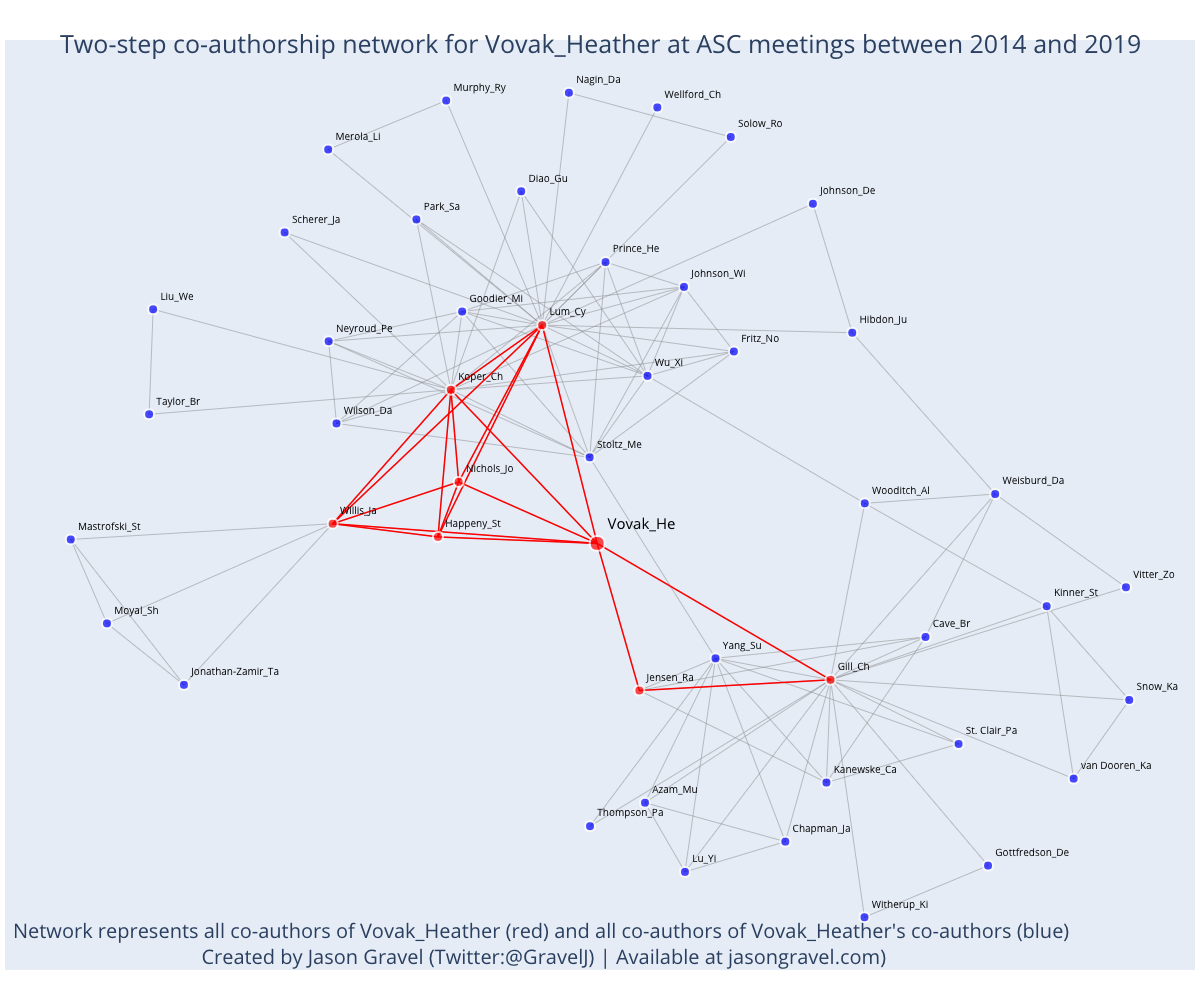 Two-step co-authorship network for Vovak_Heather at ASC meetings between 2014 and 2019
Nagin_Da
Murphy_Ry
Wellford_Ch
Solow_Ro
Merola_Li
Diao_Gu
Johnson_De
Park_Sa
Scherer_Ja
Prince_He
Johnson_Wi
Liu_We
Goodier_Mi
Lum_Cy
Hibdon_Ju
Neyroud_Pe
Fritz_No
Wu_Xi
Koper_Ch
Taylor_Br
Wilson_Da
Stoltz_Me
Nichols_Jo
Weisburd_Da
Wooditch_Al
Willis_Ja
Mastrofski_St
Happeny_St
Vovak_He
Vitter_Zo
Kinner_St
Moyal_Sh
Cave_Br
Yang_Su
Gill_Ch
Jonathan-Zamir_Ta
Jensen_Ra
Snow_Ka
St. Clair_Pa
van Dooren_Ka
Kanewske_Ca
Azam_Mu
Thompson_Pa
Chapman_Ja
Gottfredson_De
Lu_Yi
Witherup_Ki
Network represents all co-authors of Vovak_Heather (red) and all co-authors of Vovak_Heather's co-authors (blue)
Created by Jason Gravel (Twitter:@GravelJ) | Available at jasongravel.com)